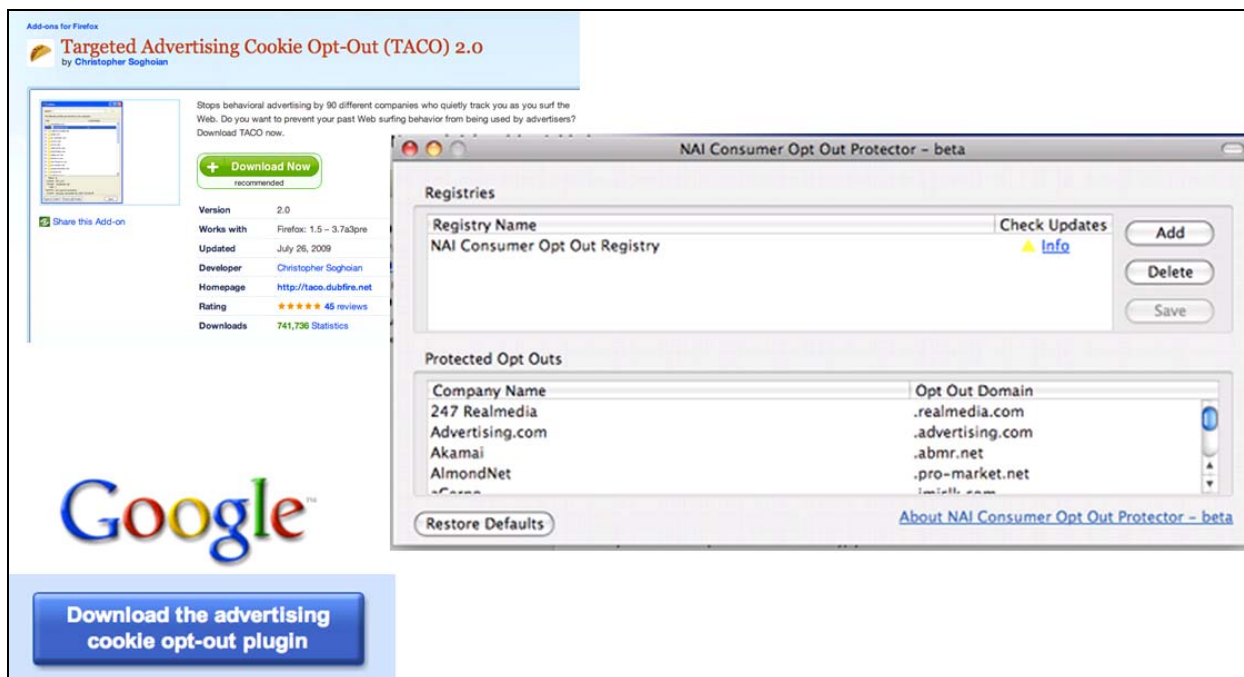 Add-ons for Firefox
Targeted Advertising Cookie Opt-Out (TACO) 2.0
by Christopher Soghoian
Stops behavioral advertising by 90 different companies who quietly track you as you surf the
Web. Do you want to prevent your past Web surfing behavior from being used by advertisers?
Download TACO now.
+ Download Now
recommended
Share this Add-on
Version 2.0
Works with Firefox: 1.5 – 3.7a3pre
Updated July 26, 2009
Developer Christopher Soghoian
Homepage http://taco.dubfire.net
Rating 45 reviews
Downloads 741,736 Statistics
NAI Consumer Opt Out Protector – beta
Registries
Registry Name Check Updates
NAI Consumer Opt Out Registry Info
Add
Delete
Save
Protected Opt Outs
Company Name Opt Out Domain
247 Realmedia .realmedia.com
Advertising.com .advertising.com
Akamai .abmr.net
AlmondNet .pro-market.net
Restore Defaults
About NAI Consumer Opt Out Protector – beta
Google™
Download the advertising
cookie opt-out plugin